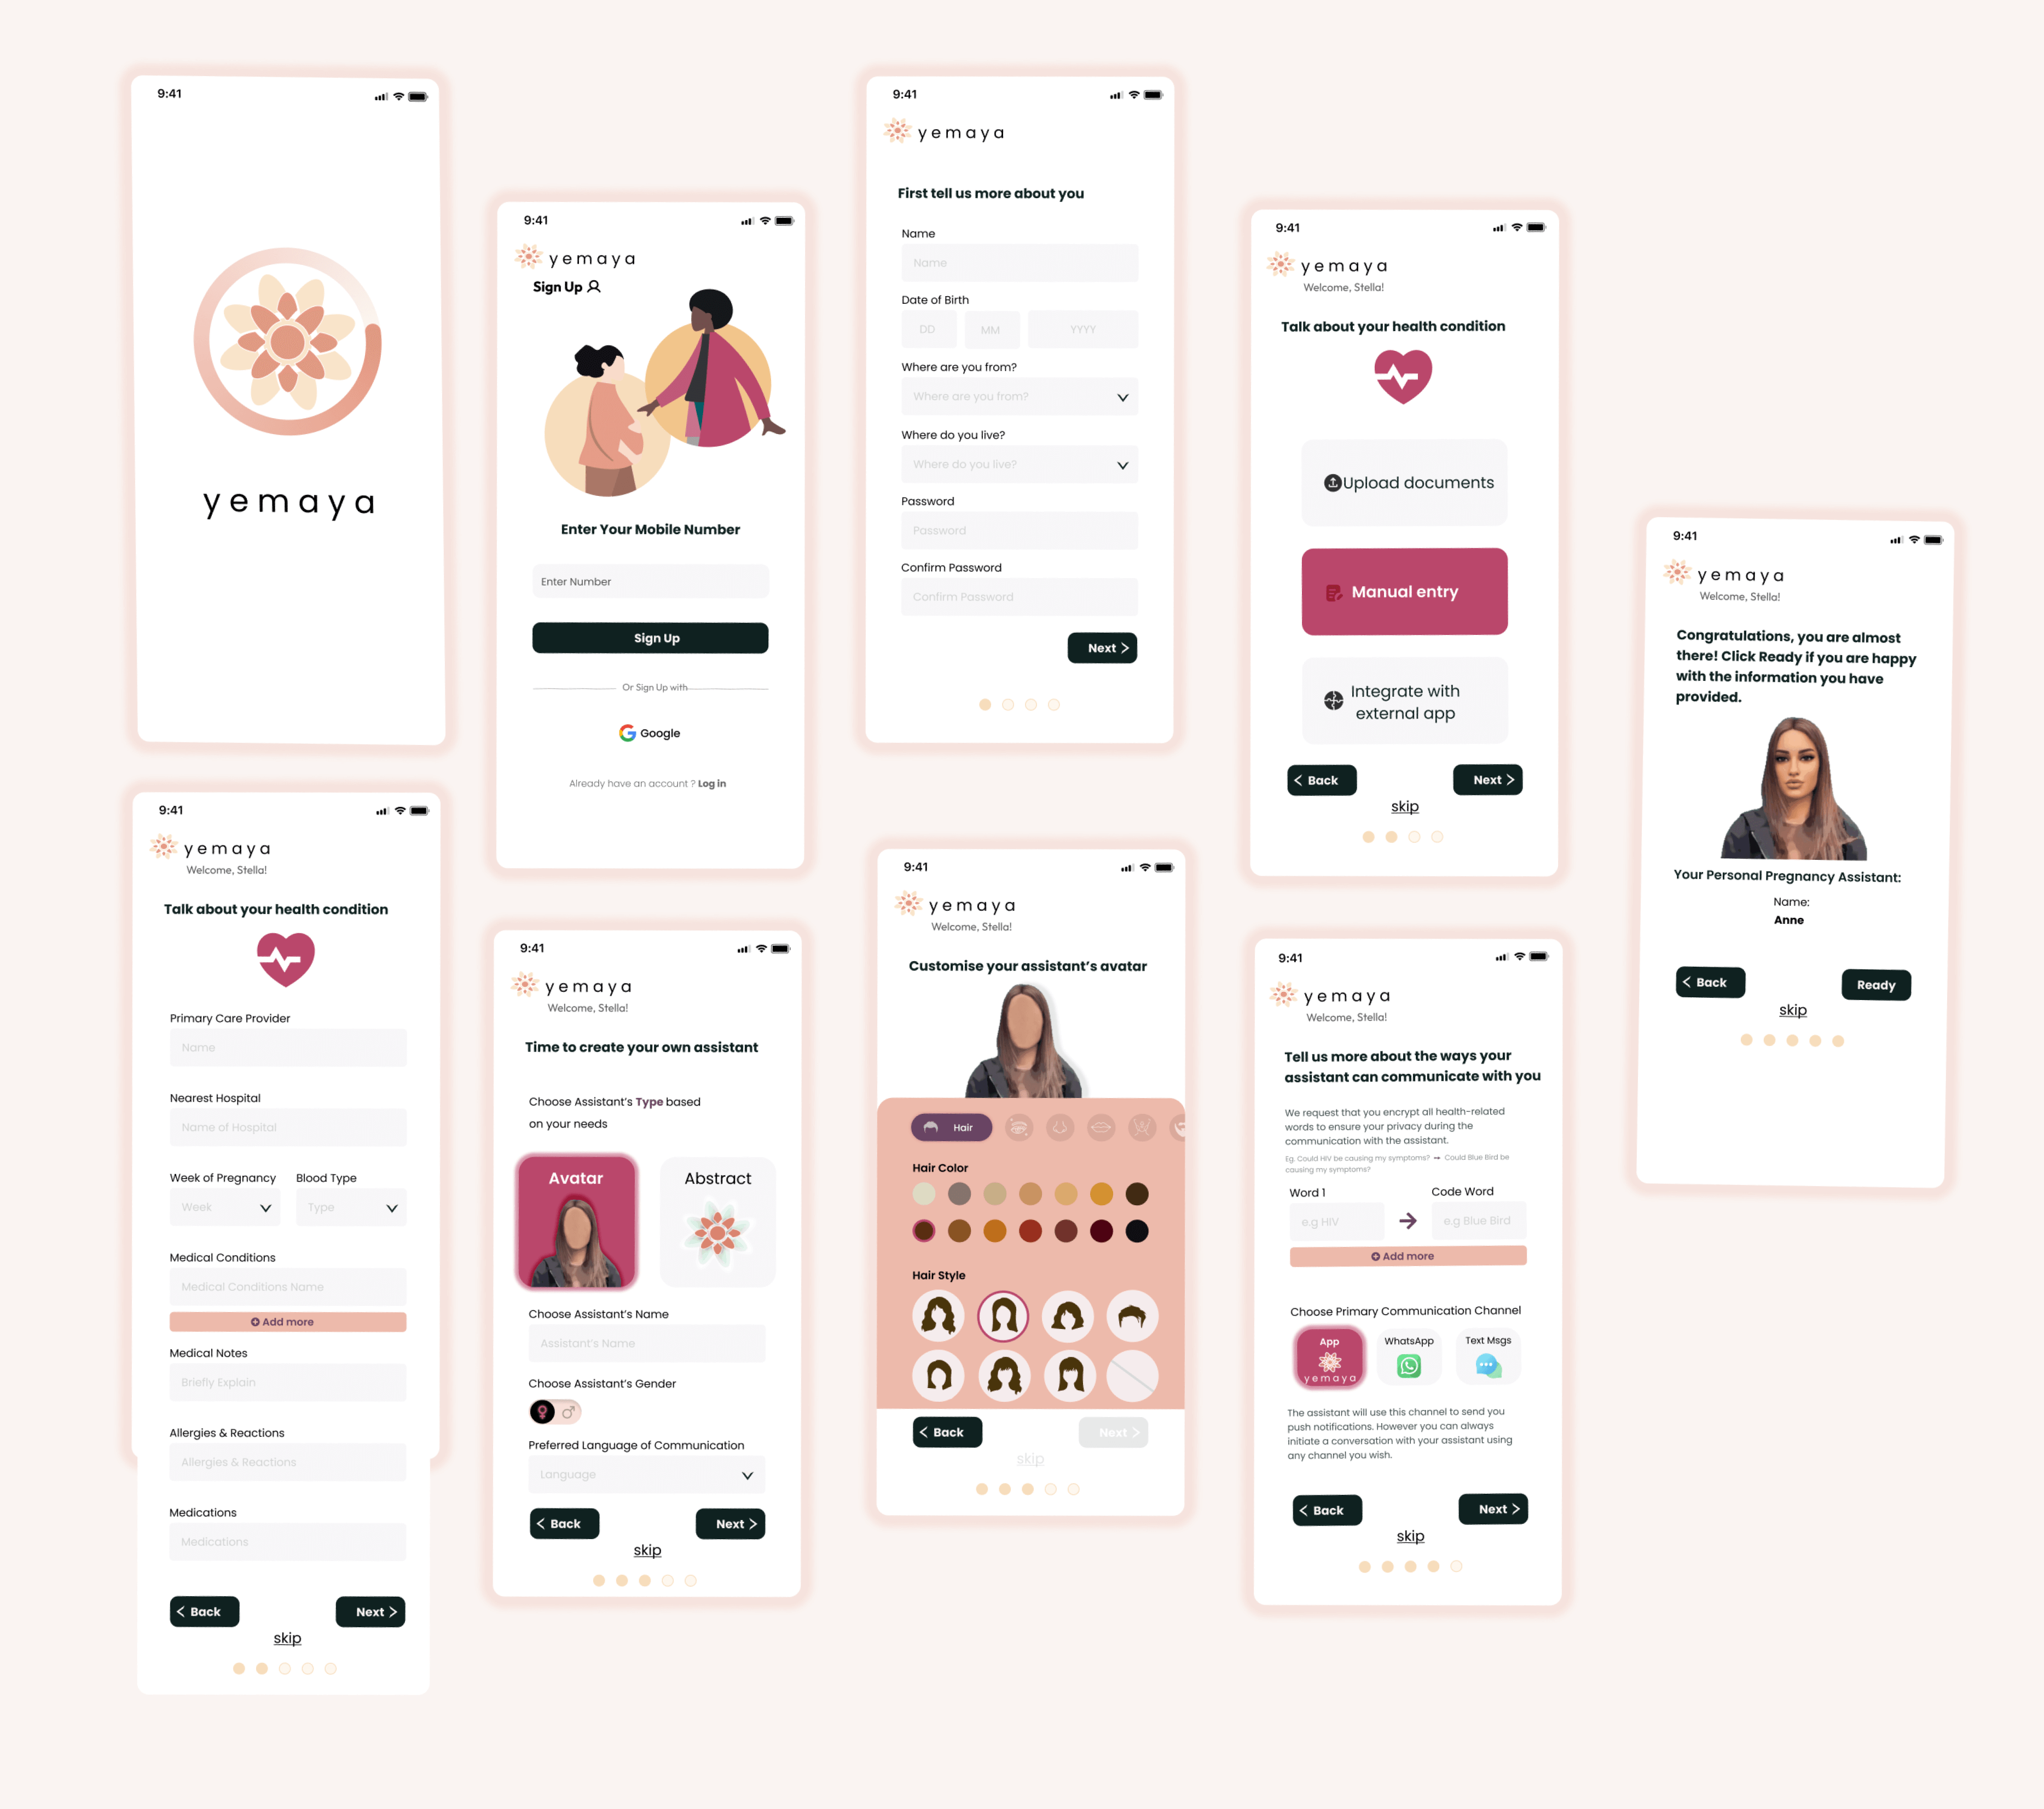 9:41
yemaya
9:41
yemaya
Sign Up
Enter Your Mobile Number
Enter Number
Sign Up
Or Sign Up with
Google
Already have an account ? Log in
9:41
yemaya
First tell us more about you
Name
Name
Date of Birth
DD MM YYYY
Where are you from?
Where are you from?
Where do you live?
Where do you live?
Password
Password
Confirm Password
Confirm Password
Next >
9:41
yemaya
Welcome, Stella!
Talk about your health condition
Upload documents
Manual entry
Integrate with
external app
< Back Next >
skip
9:41
yemaya
Welcome, Stella!
Congratulations, you are almost
there! Click Ready if you are happy
with the information you have
provided.
Your Personal Pregnancy Assistant:
Name:
Anne
< Back Ready
skip
9:41
yemaya
Welcome, Stella!
Talk about your health condition
Primary Care Provider
Name
Nearest Hospital
Name of Hospital
Week of Pregnancy Blood Type
Week Type
Medical Conditions
Medical Conditions Name
Add more
Medical Notes
Briefly Explain
Allergies & Reactions
Allergies & Reactions
Medications
Medications
< Back Next >
skip
9:41
yemaya
Welcome, Stella!
Time to create your own assistant
Choose Assistant's Type based
on your needs
Avatar Abstract
Choose Assistant's Name
Assistant's Name
Choose Assistant's Gender
Preferred Language of Communication
Language
< Back Next >
skip
9:41
yemaya
Welcome, Stella!
Customise your assistant's avatar
Hair
Hair Color
Hair Style
< Back Next >
skip
9:41
yemaya
Welcome, Stella!
Tell us more about the ways your
assistant can communicate with you
We request that you encrypt all health-related
words to ensure your privacy during the
communication with the assistant.
Eg. Could HIV be causing my symptoms? → Could Blue Bird be
causing my symptoms?
Word 1 Code Word
e.g HIV → e.g Blue Bird
Add more
Choose Primary Communication Channel
App WhatsApp Text Msgs
yemaya
The assistant will use this channel to send you
push notifications. However you can always
initiate a conversation with your assistant using
any channel you wish.
< Back Next >
skip